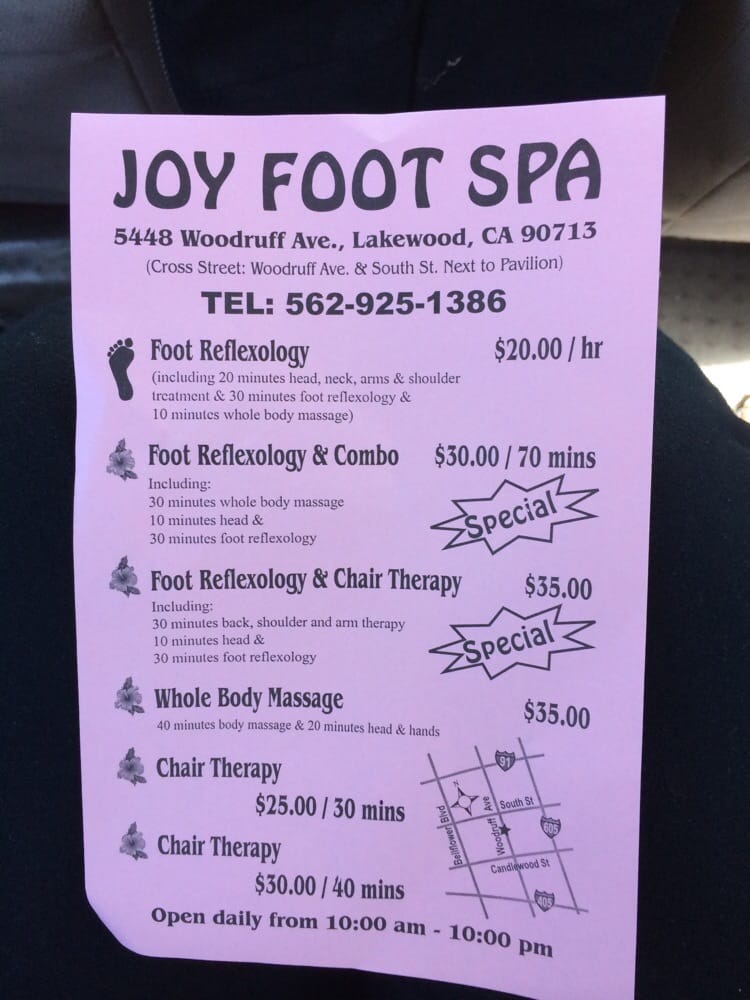 JOY FOOT SPA
5448 Woodruff Ave., Lakewood, CA 90713
(Cross Street: Woodruff Ave. & South St. Next to Pavilion)
TEL: 562-925-1386
Foot Reflexology $20.00 / hr
(including 20 minutes head, neck, arms & shoulder
treatment & 30 minutes foot reflexology &
10 minutes whole body massage)
Foot Reflexology & Combo $30.00 / 70 mins
Including:
30 minutes whole body massage
10 minutes head &
30 minutes foot reflexology
Special
Foot Reflexology & Chair Therapy $35.00
Including:
30 minutes back, shoulder and arm therapy
10 minutes head &
30 minutes foot reflexology
Special
Whole Body Massage $35.00
40 minutes body massage & 20 minutes head & hands
Chair Therapy
$25.00 / 30 mins
Chair Therapy
$30.00 / 40 mins
91
N
Bellflower Blvd
Woodruff Ave
South St
605
Candlewood St
405
Open daily from 10:00 am - 10:00 pm